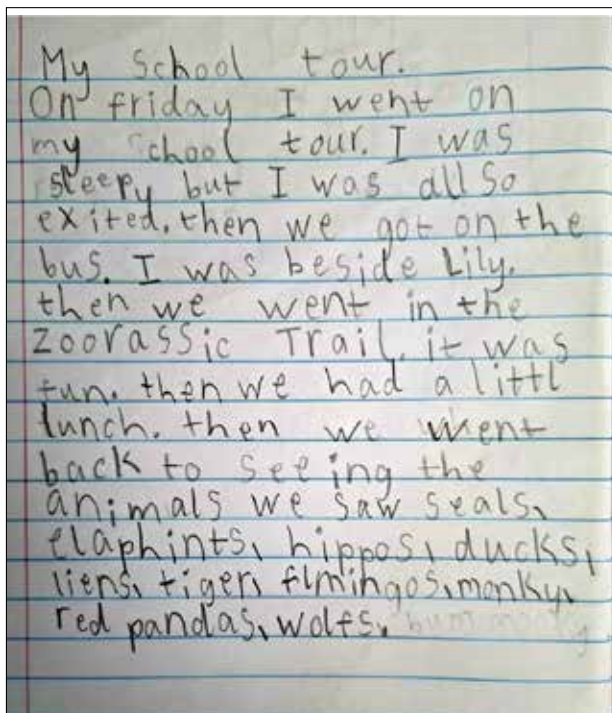 My school tour.
On friday I went on
my school tour. I was
sleepy but I was all so
exited. then we got on the
bus. I was beside Lily.
then we went in the
Zoorassic Trail. it was
fun. then we had a littl
lunch. then we went
back to seeing the
animals we saw seals,
elaphints, hippos, ducks,
liens, tiger, flmingos, monky,
red pandas, wolfs,